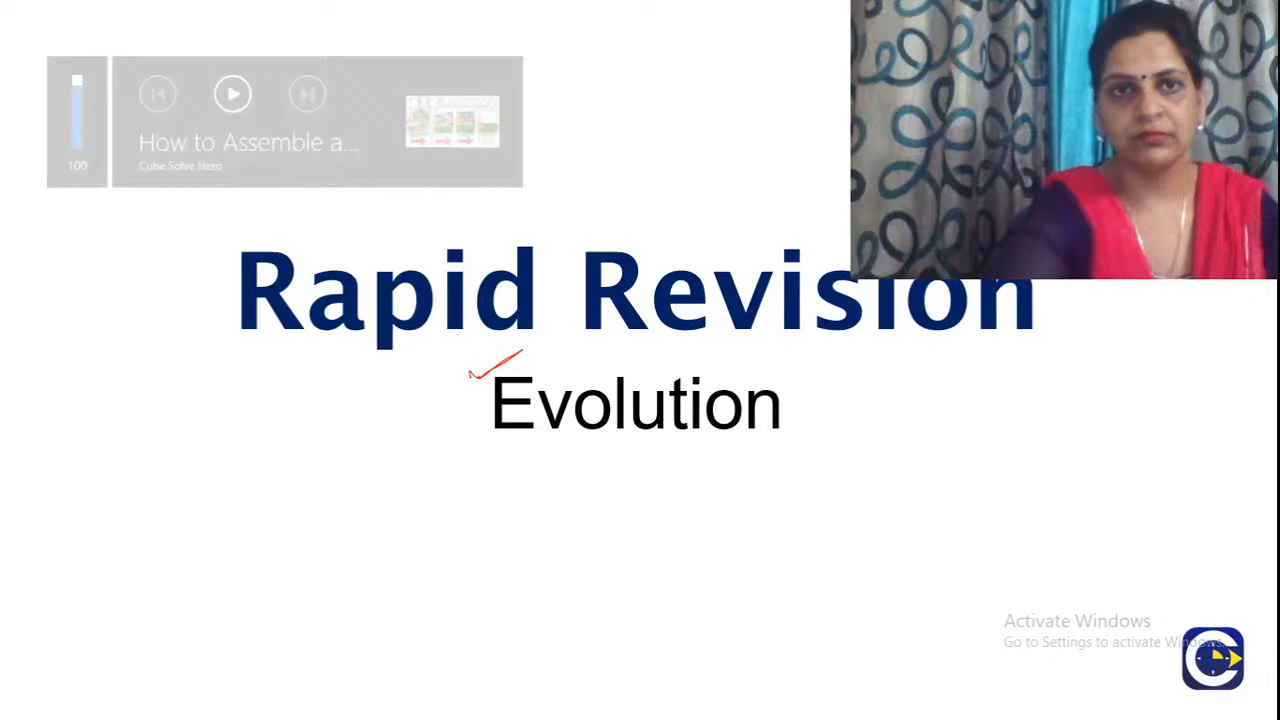 How to Assemble a...
Cube Solve Hero
100
Rapid Revision
Evolution
Activate Windows
Go to Settings to activate Windows.